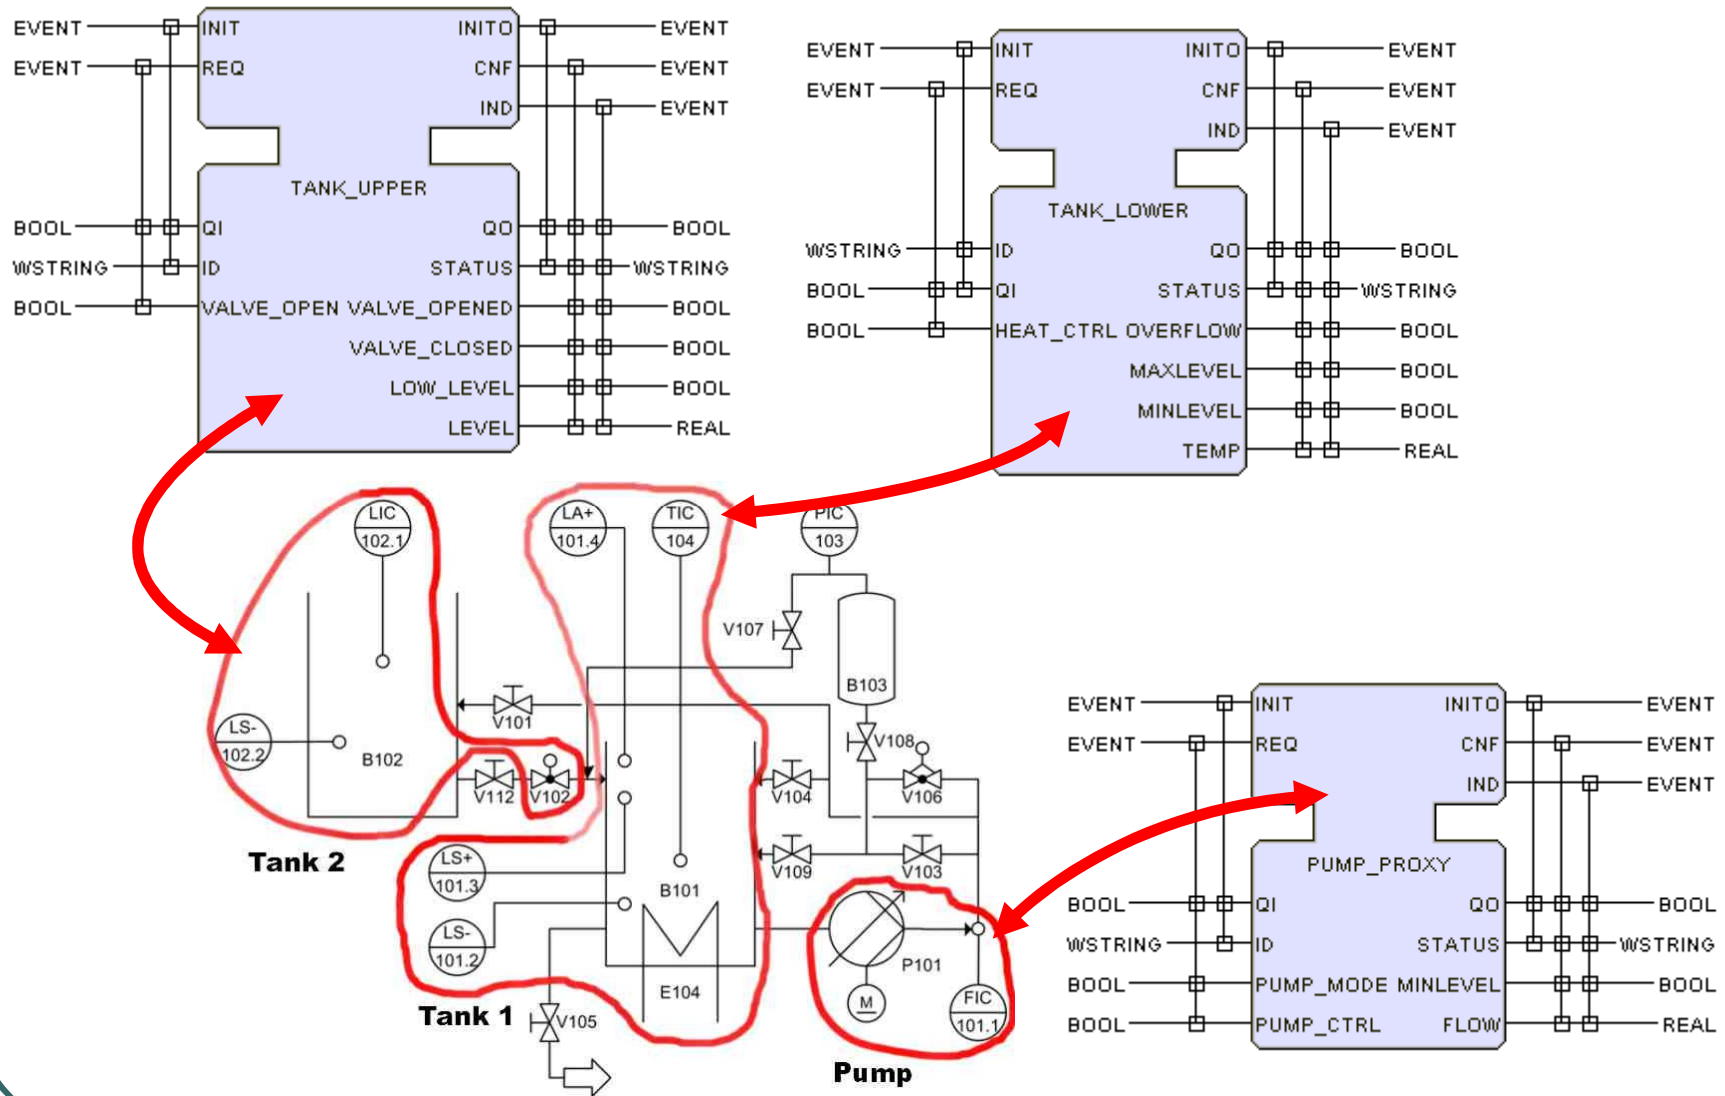 EVENT INIT INITO EVENT
EVENT REQ CNF EVENT
IND EVENT
TANK_UPPER
BOOL QI QO BOOL
WSTRING ID STATUS WSTRING
BOOL VALVE_OPEN VALVE_OPENED BOOL
VALVE_CLOSED BOOL
LOW_LEVEL BOOL
LEVEL REAL
EVENT INIT INITO EVENT
EVENT REQ CNF EVENT
IND EVENT
TANK_LOWER
WSTRING ID QO BOOL
BOOL QI STATUS WSTRING
BOOL HEAT_CTRL OVERFLOW BOOL
MAXLEVEL BOOL
MINLEVEL BOOL
TEMP REAL
LIC
102.1
LA+
101.4
TIC
104
PIC
103
V107
B103
V101
LS-
102.2
B102
V108
V112
V102
V104
V106
Tank 2
LS+
101.3
B101
V109
V103
LS-
101.2
P101
E104
M
FIC
101.1
Tank 1
V105
Pump
EVENT INIT INITO EVENT
EVENT REQ CNF EVENT
IND EVENT
PUMP_PROXY
BOOL QI QO BOOL
WSTRING ID STATUS WSTRING
BOOL PUMP_MODE MINLEVEL BOOL
BOOL PUMP_CTRL FLOW REAL